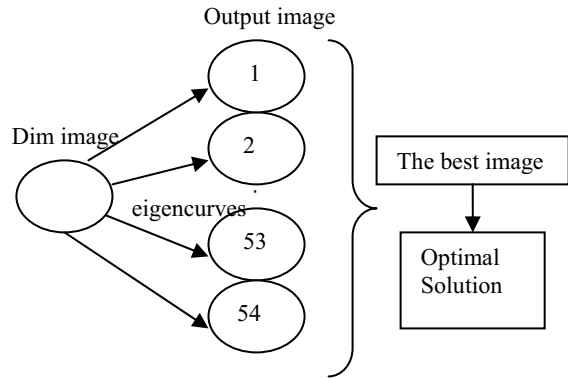 Output image
1
Dim image
2
.
The best image
eigencurves
53
Optimal
Solution
54